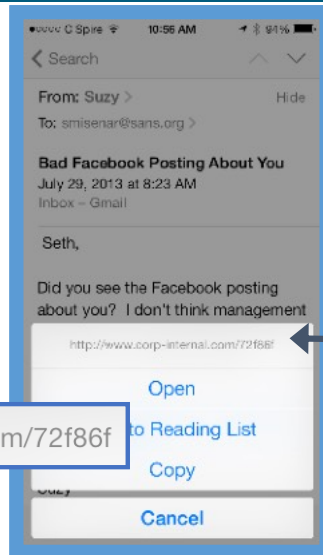 C Spire 10:56 AM 94%
Search
From: Suzy > Hide
To: smisenar@sans.org >
Bad Facebook Posting About You
July 29, 2013 at 8:23 AM
Inbox – Gmail
Seth,
Did you see the Facebook posting
about you? I don't think management
http://www.corp-internal.com/72f86f
Open
m/72f86f to Reading List
Copy
Suzy
Cancel